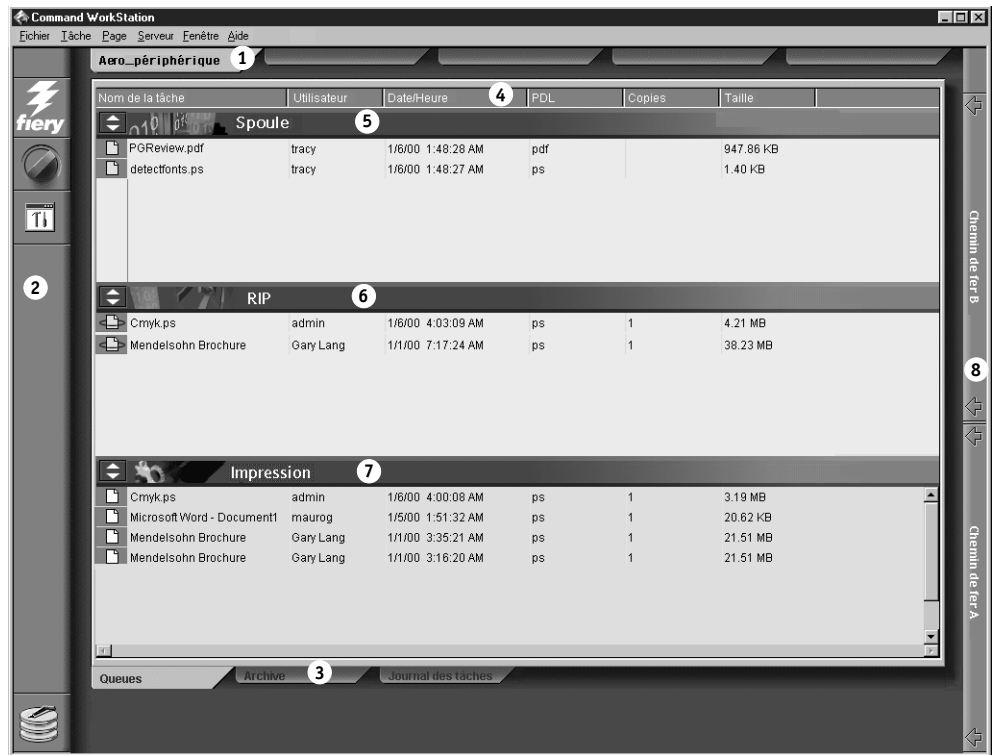 Command WorkStation
Fichier Tâche Page Serveur Fenêtre Aide
Aero_périphérique 1
Nom de la tâche Utilisateur Date/Heure 4 PDL Copies Taille
fiery
Spoule 5
PGReview.pdf tracy 1/6/00 1:48:28 AM pdf 947.86 KB
detectfonts.ps tracy 1/6/00 1:48:27 AM ps 1.40 KB
2
RIP 6
Cmyk.ps admin 1/6/00 4:03:09 AM ps 1 4.21 MB
Mendelsohn Brochure Gary Lang 1/1/00 7:17:24 AM ps 1 38.23 MB
Chemin de fer B
8
Impression 7
Cmyk.ps admin 1/6/00 4:00:08 AM ps 1 3.19 MB
Microsoft Word - Document1 maurog 1/5/00 1:51:32 AM ps 1 20.62 KB
Mendelsohn Brochure Gary Lang 1/1/00 3:35:21 AM ps 1 21.51 MB
Mendelsohn Brochure Gary Lang 1/1/00 3:16:20 AM ps 1 21.51 MB
Chemin de fer A
Queues Archive 3 Journal des tâches